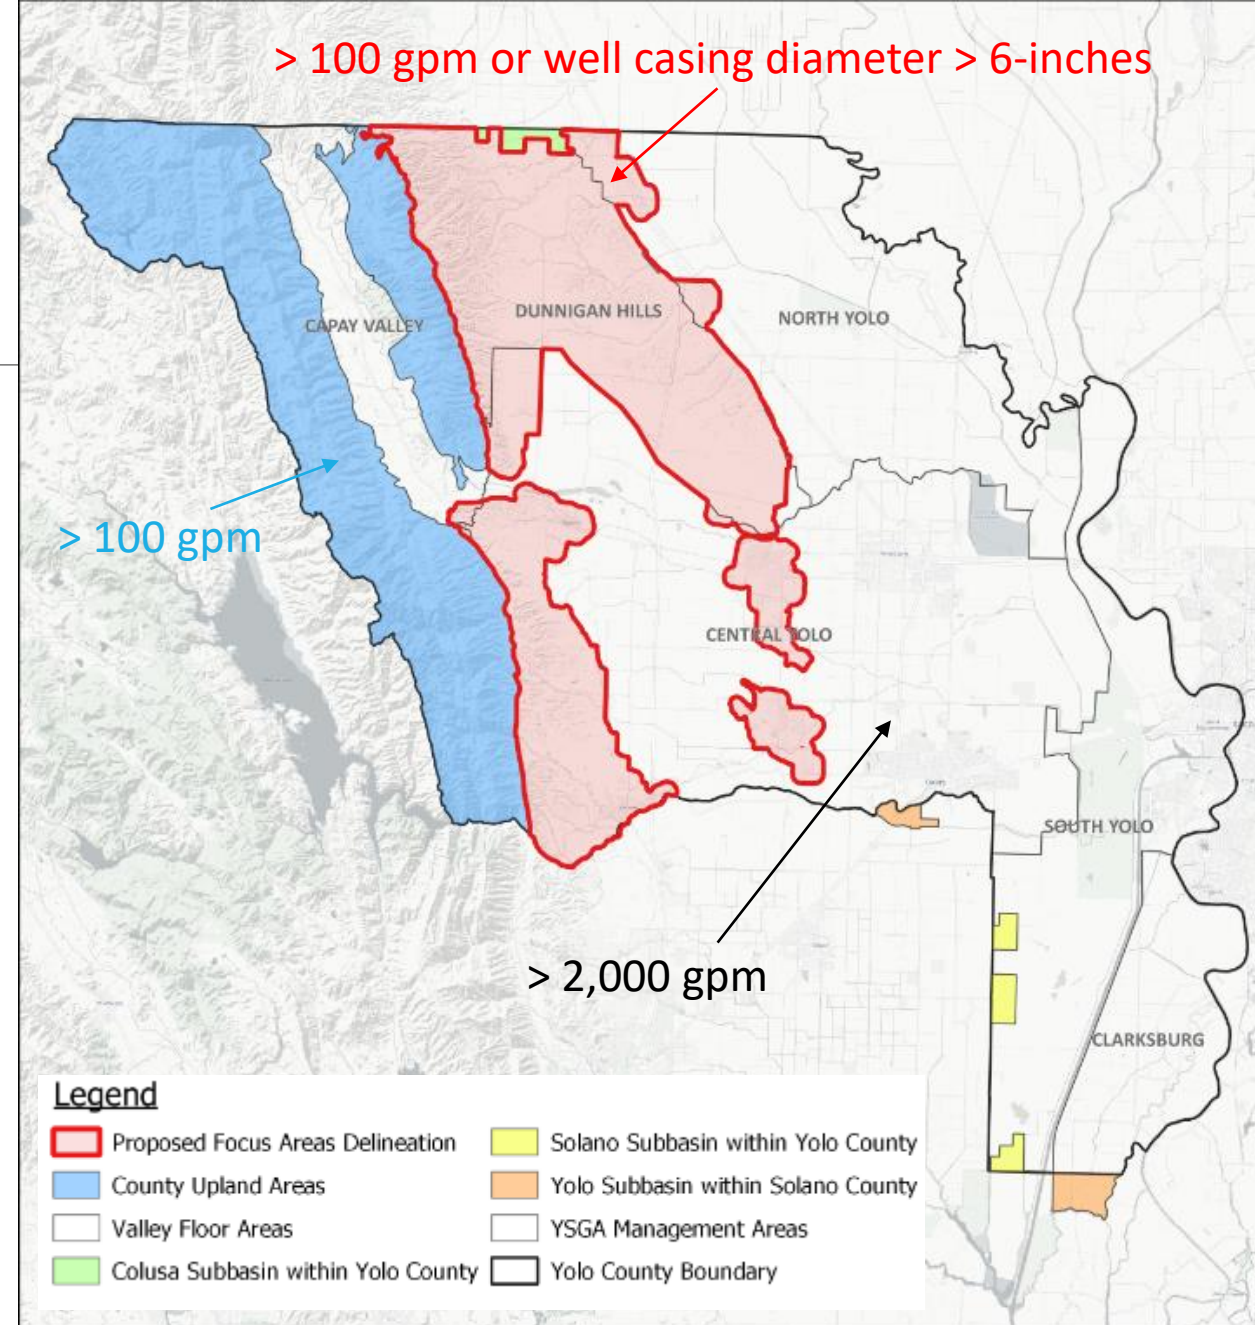 > 100 gpm or well casing diameter > 6-inches
DUNNIGAN HILLS
NORTH YOLO
CAPAY VALLEY
> 100 gpm
CENTRAL YOLO
SOUTH YOLO
> 2,000 gpm
CLARKSBURG
Legend
Proposed Focus Areas Delineation
County Upland Areas
Valley Floor Areas
Colusa Subbasin within Yolo County
Solano Subbasin within Yolo County
Yolo Subbasin within Solano County
YSGA Management Areas
Yolo County Boundary